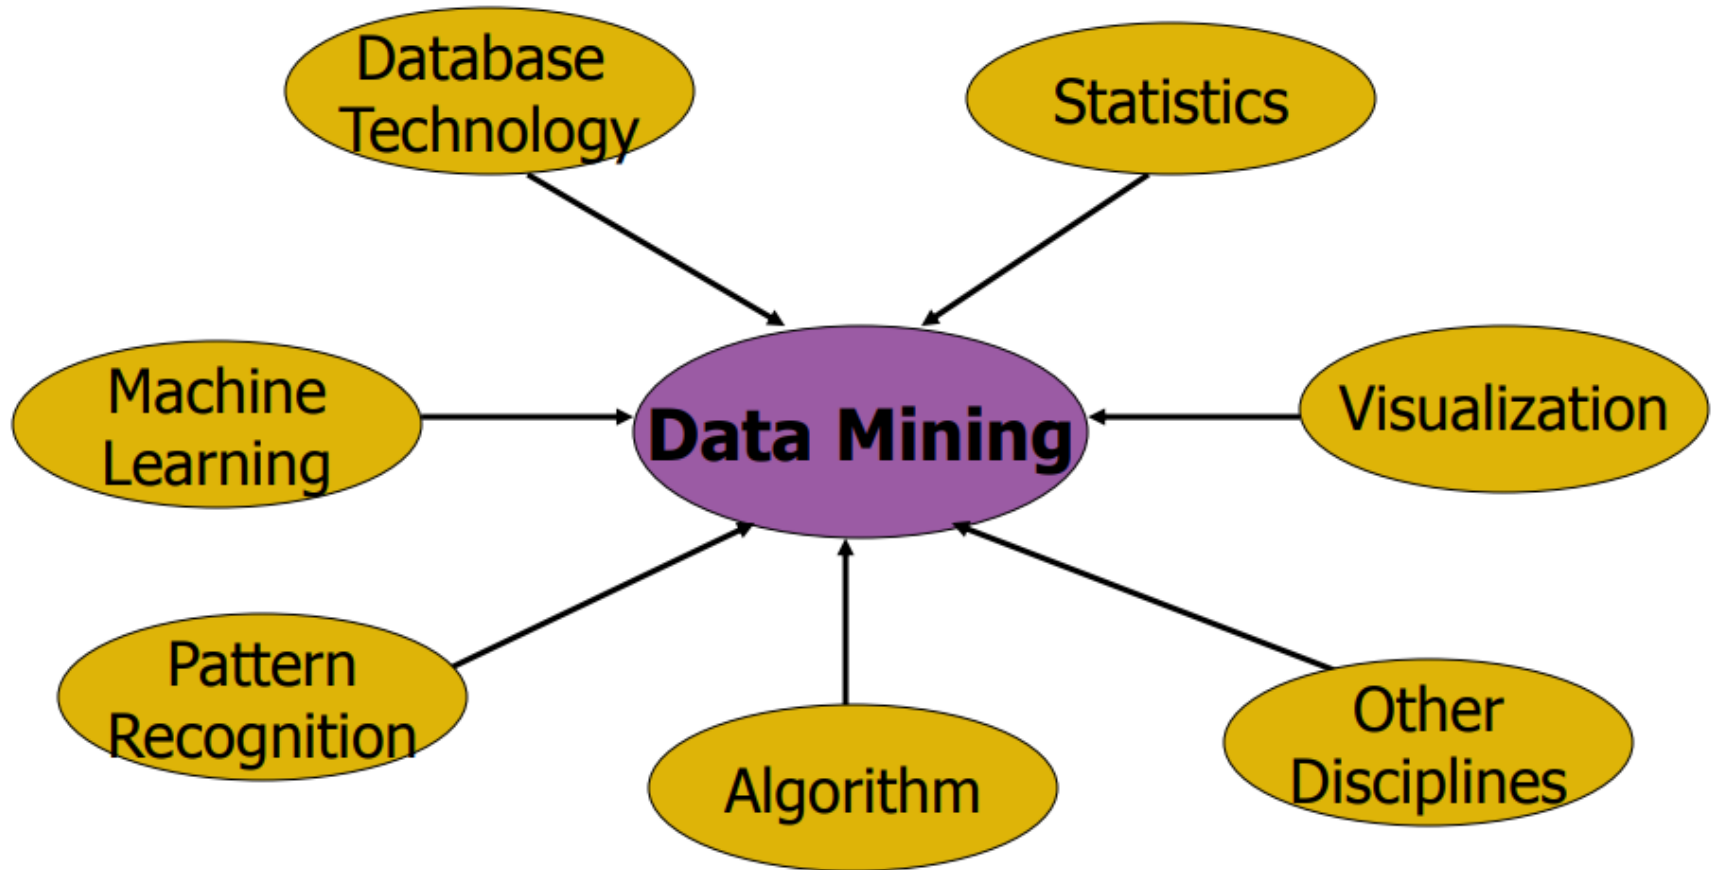 Database
Technology
Statistics
Machine
Learning
Data Mining
Visualization
Pattern
Recognition
Algorithm
Other
Disciplines